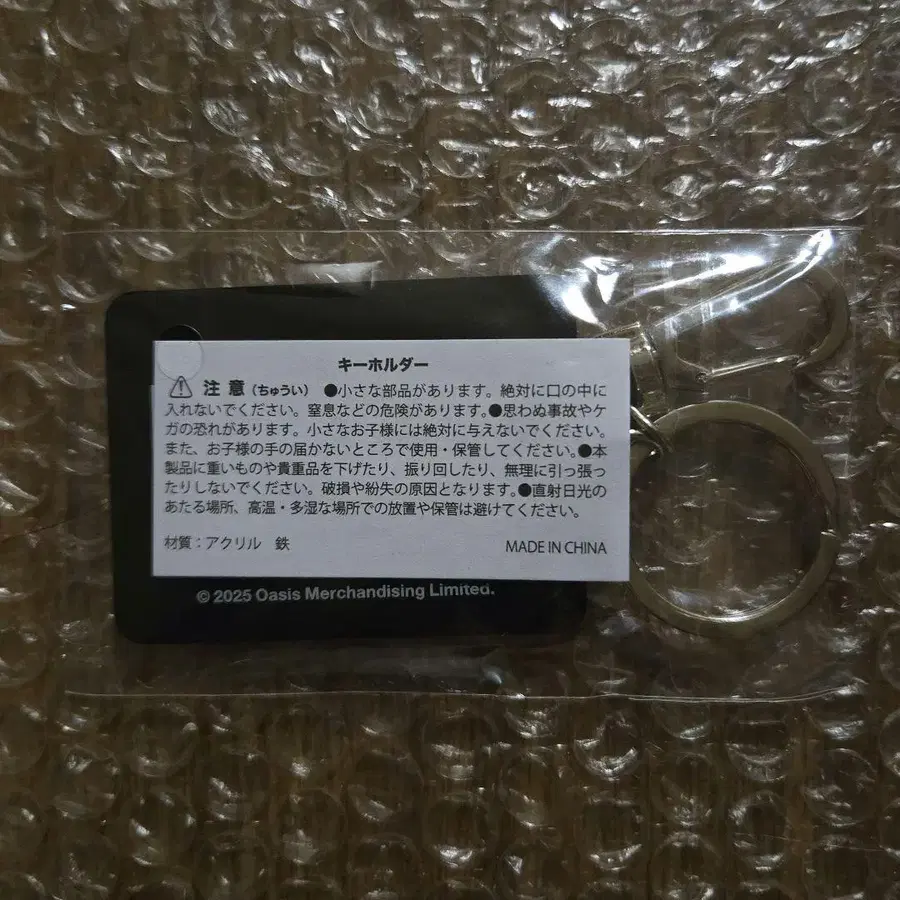 キーホルダー
注意（ちゅうい） ●小さな部品があります。絶対に口の中に
入れないでください。窒息などの危険があります。●思わぬ事故やケ
ガの恐れがあります。小さなお子様には絶対に与えないでください。
また、お子様の手の届かないところで使用・保管してください。●本
製品に重いものや貴重品を下げたり、振り回したり、無理に引っ張っ
たりしないでください。破損や紛失の原因となります。●直射日光の
あたる場所、高温・多湿な場所での放置や保管は避けてください。
材質：アクリル　鉄 MADE IN CHINA
© 2025 Oasis Merchandising Limited.